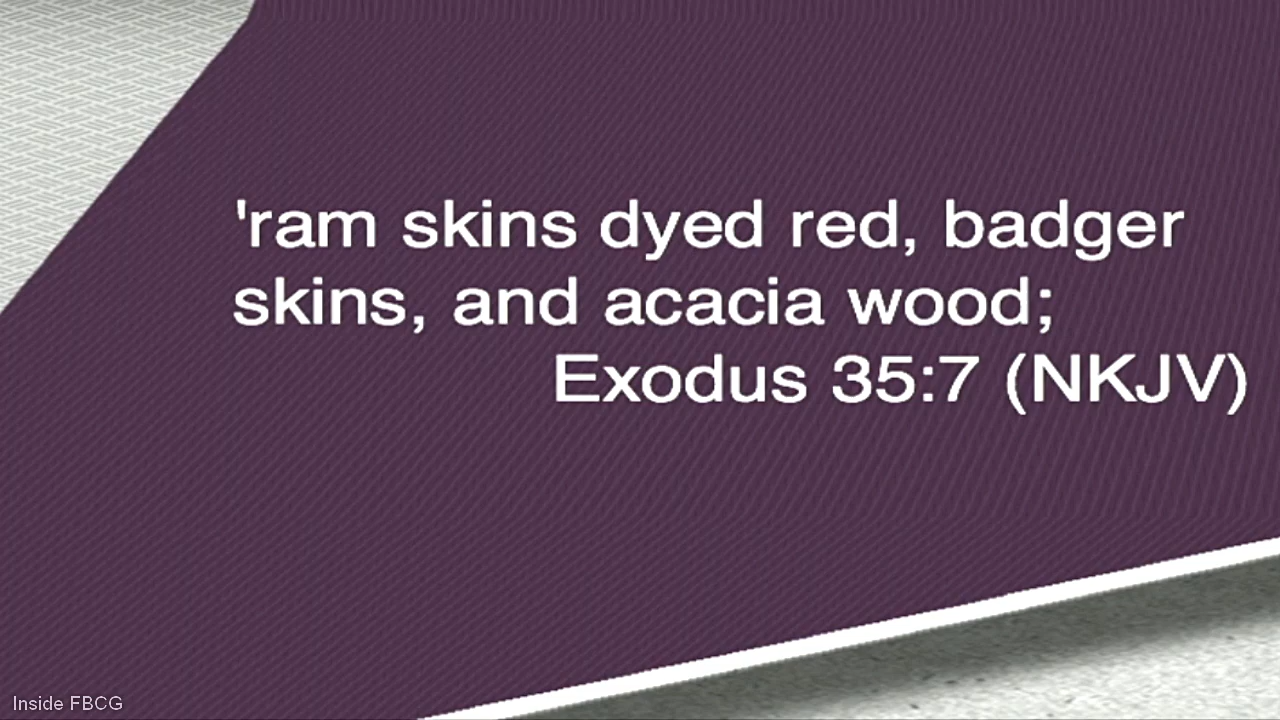 'ram skins dyed red, badger
skins, and acacia wood;
Exodus 35:7 (NKJV)
Inside FBCG